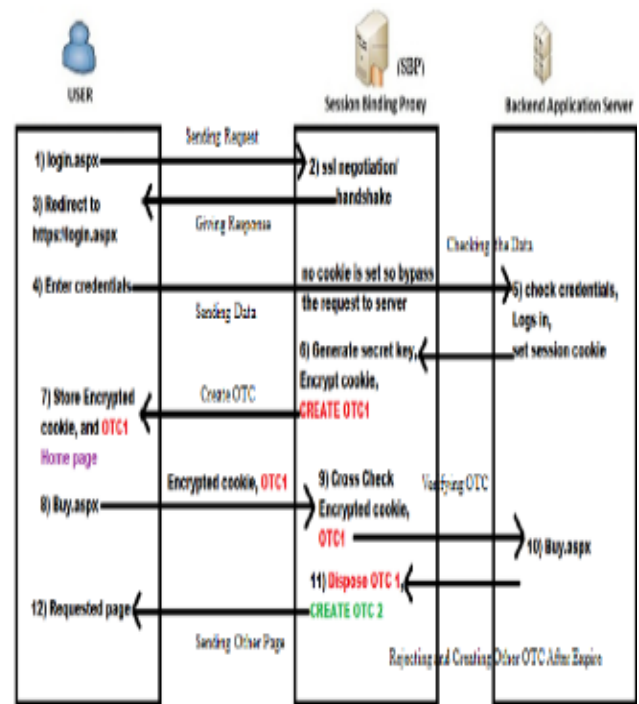 (SBP)
USER
Session Binding Proxy
Backend Application Server
Sending Request
1) login.aspx
2) ssl negotiation/
handshake
3) Redirect to
https://login.aspx
Giving Response
Checking the Data
4) Enter credentials
no cookie is set so bypass
the request to server
5) check credentials,
Logs in,
set session cookie
Sending Data
6) Generate secret key,
Encrypt cookie,
CREATE OTC1
Create OTC
7) Store Encrypted
cookie, and OTC1
Home page
Encrypted cookie, OTC1
8) Buy.aspx
9) Cross Check
Encrypted cookie,
OTC1
Verifying OTC
10) Buy.aspx
11) Dispose OTC 1,
CREATE OTC 2
12) Requested page
Sending Other Page
Rejecting and Creating Other OTC After Expire